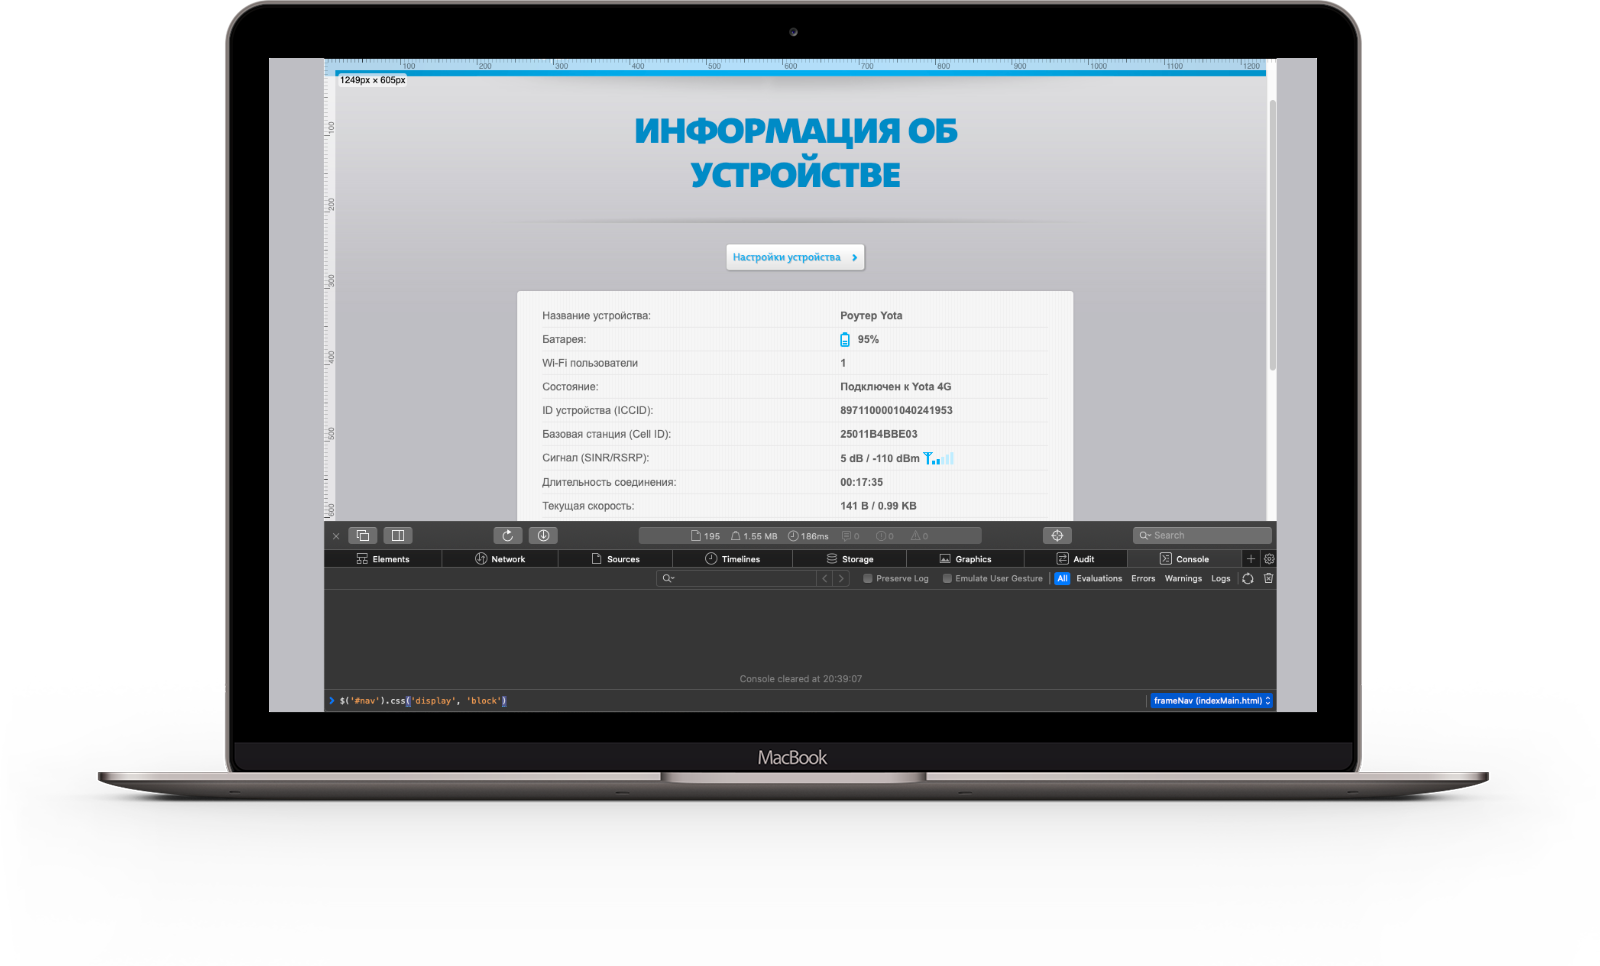 100 200 300 400 500 600 700 800 900 1000 1100 1200
1249px × 605px
100
200
300
400
500
600
ИНФОРМАЦИЯ ОБ
УСТРОЙСТВЕ
Настройки устройства
Название устройства: Роутер Yota
Батарея: 95%
Wi-Fi пользователи 1
Состояние: Подключен к Yota 4G
ID устройства (ICCID): 8971100001040241953
Базовая станция (Cell ID): 25011B4BBE03
Сигнал (SINR/RSRP): 5 dB / -110 dBm
Длительность соединения: 00:17:35
Текущая скорость: 141 B / 0.99 KB
195 1.55 MB 186ms 0 0 0 Search
Elements Network Sources Timelines Storage Graphics Audit Console
Preserve Log Emulate User Gesture All Evaluations Errors Warnings Logs
Console cleared at 20:39:07
$('#nav').css('display', 'block') frameNav (indexMain.html)
MacBook